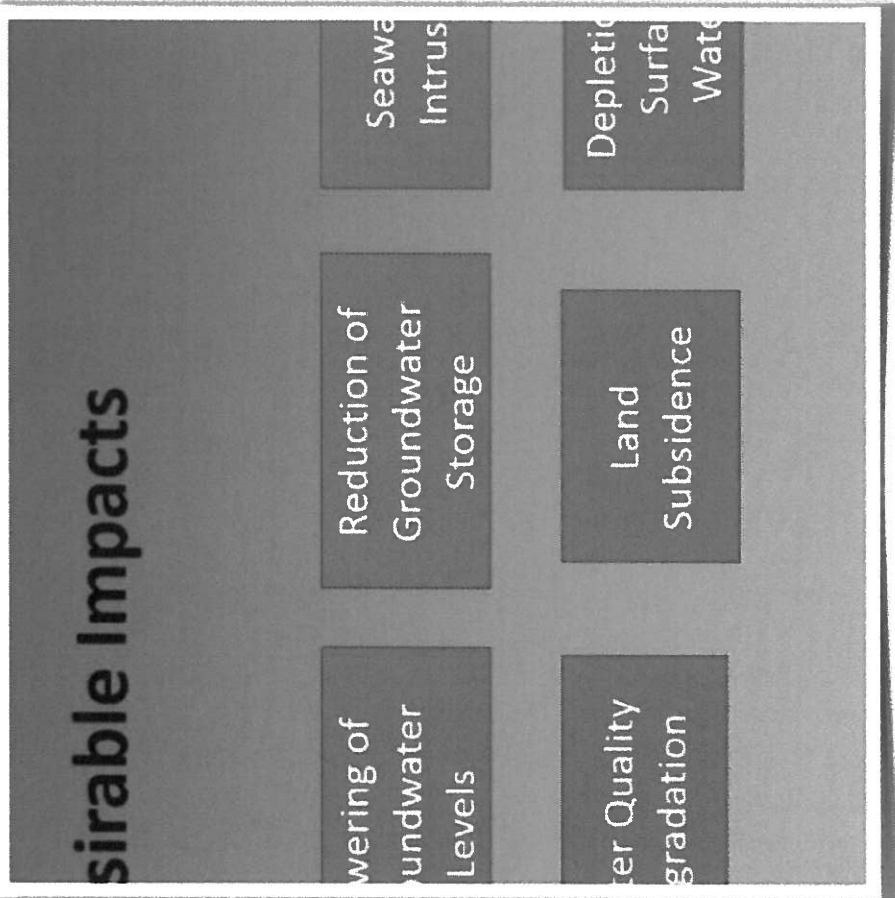 sirable Impacts
wering of
oundwater
Levels
Reduction of
Groundwater
Storage
Seawa
Intrus
ter Quality
gradation
Land
Subsidence
Depleti
Surfa
Wate